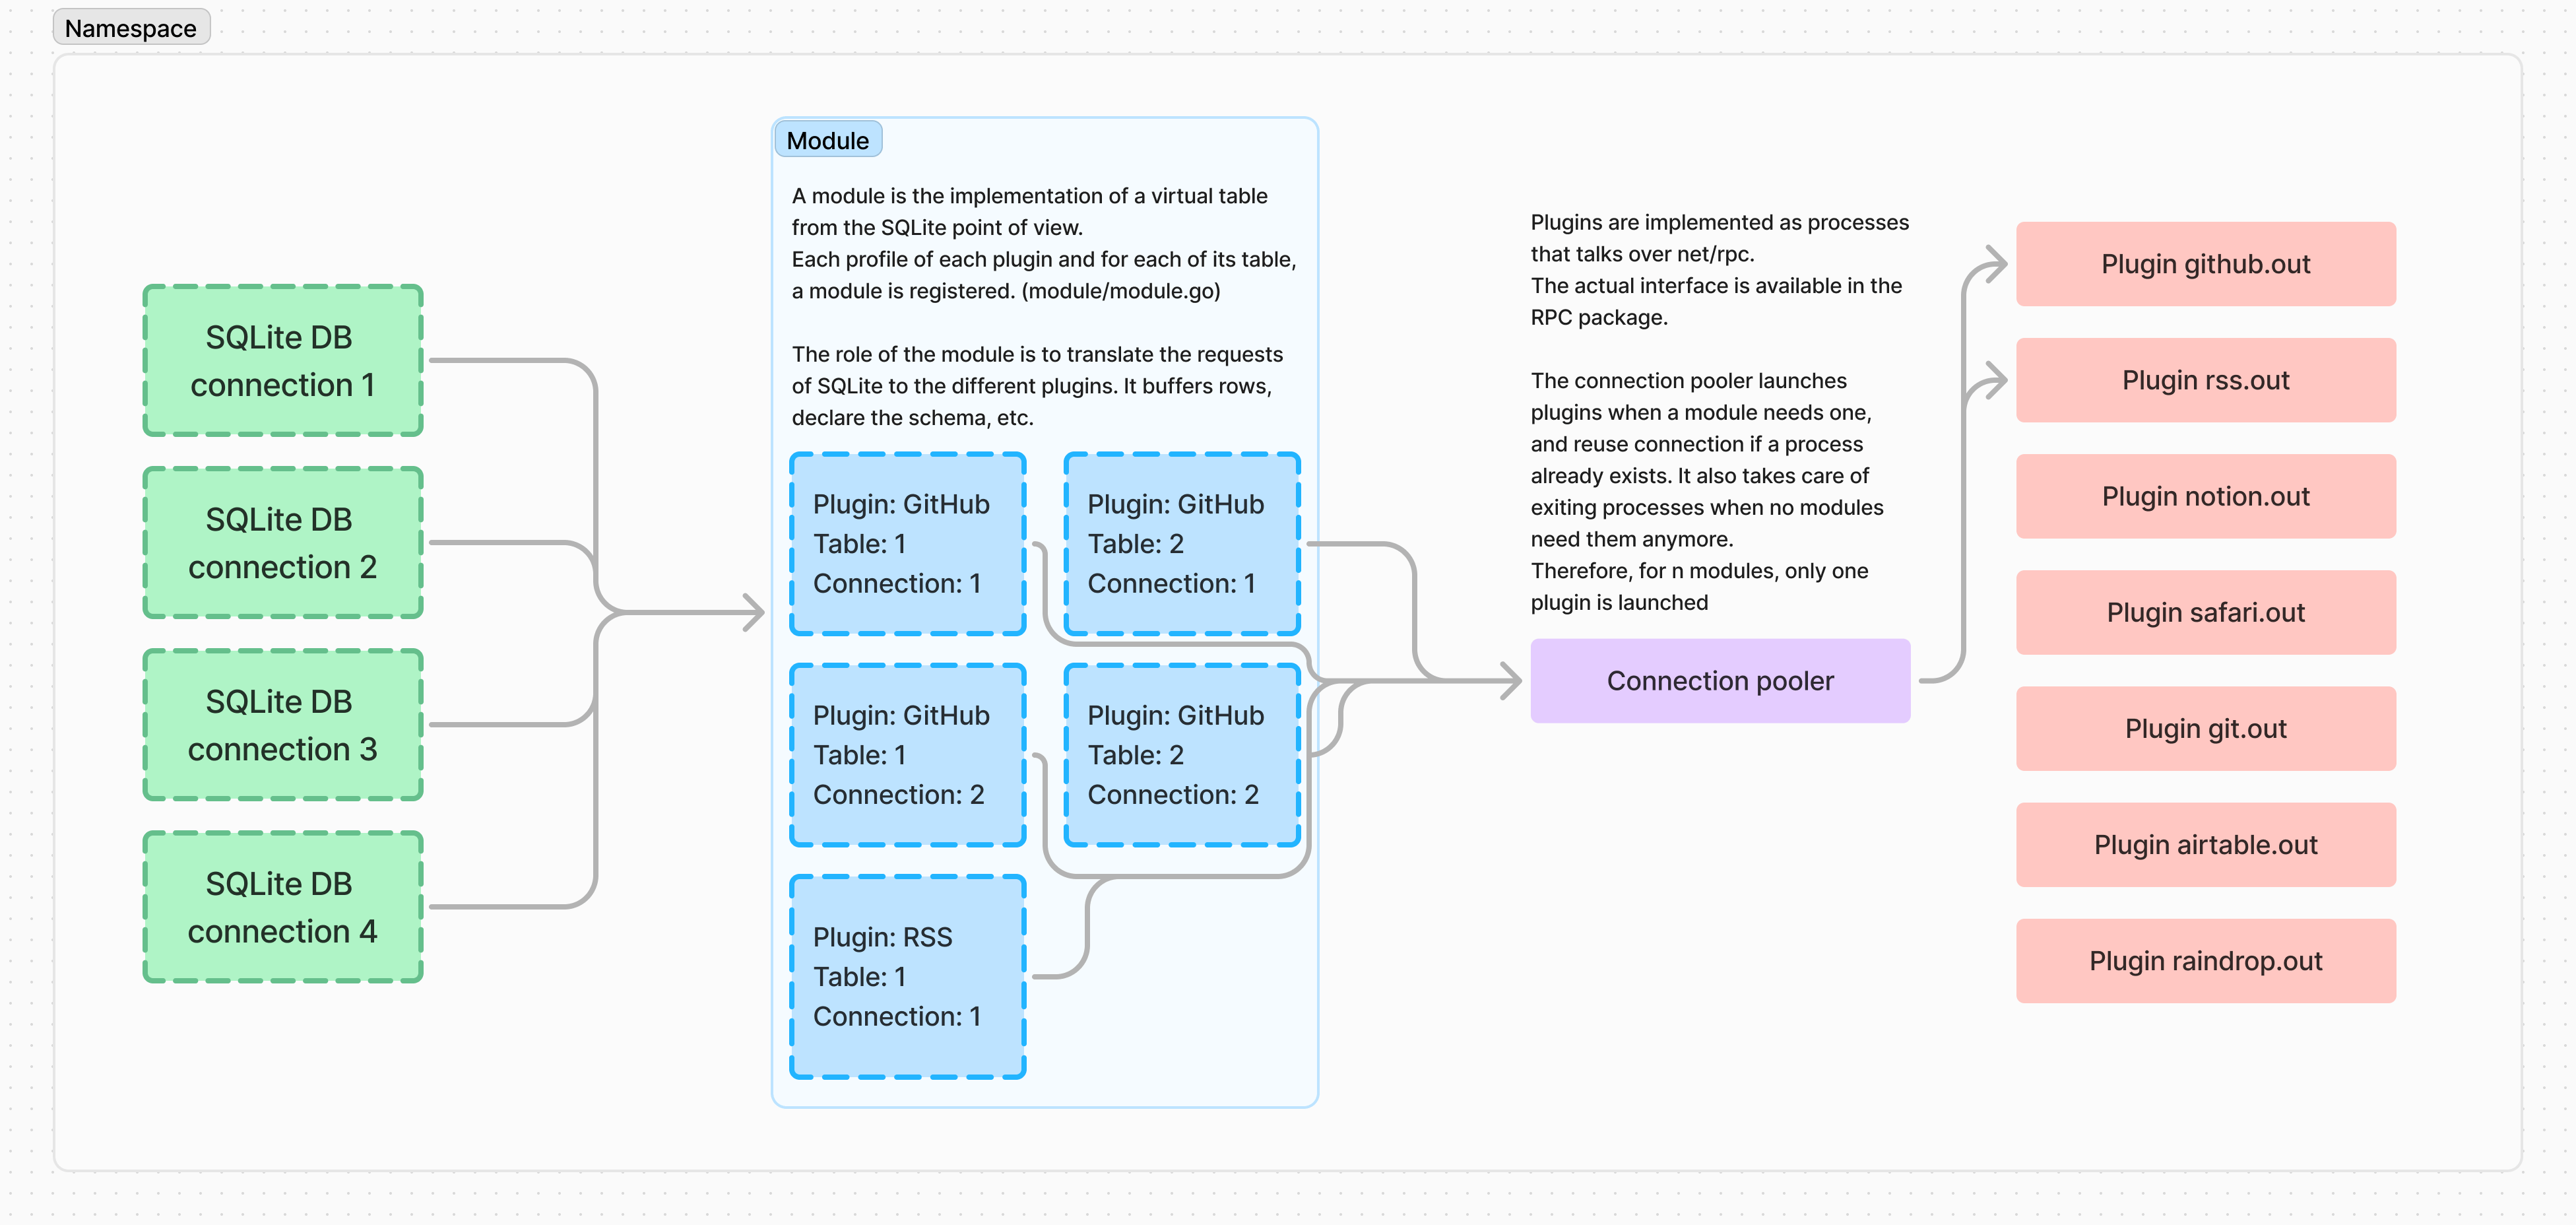 Namespace
SQLite DB
connection 1
SQLite DB
connection 2
SQLite DB
connection 3
SQLite DB
connection 4
Module
A module is the implementation of a virtual table
from the SQLite point of view.
Each profile of each plugin and for each of its table,
a module is registered. (module/module.go)
The role of the module is to translate the requests
of SQLite to the different plugins. It buffers rows,
declare the schema, etc.
Plugin: GitHub
Table: 1
Connection: 1
Plugin: GitHub
Table: 2
Connection: 1
Plugin: GitHub
Table: 1
Connection: 2
Plugin: GitHub
Table: 2
Connection: 2
Plugin: RSS
Table: 1
Connection: 1
Plugins are implemented as processes
that talks over net/rpc.
The actual interface is available in the
RPC package.
The connection pooler launches
plugins when a module needs one,
and reuse connection if a process
already exists. It also takes care of
exiting processes when no modules
need them anymore.
Therefore, for n modules, only one
plugin is launched
Connection pooler
Plugin github.out
Plugin rss.out
Plugin notion.out
Plugin safari.out
Plugin git.out
Plugin airtable.out
Plugin raindrop.out